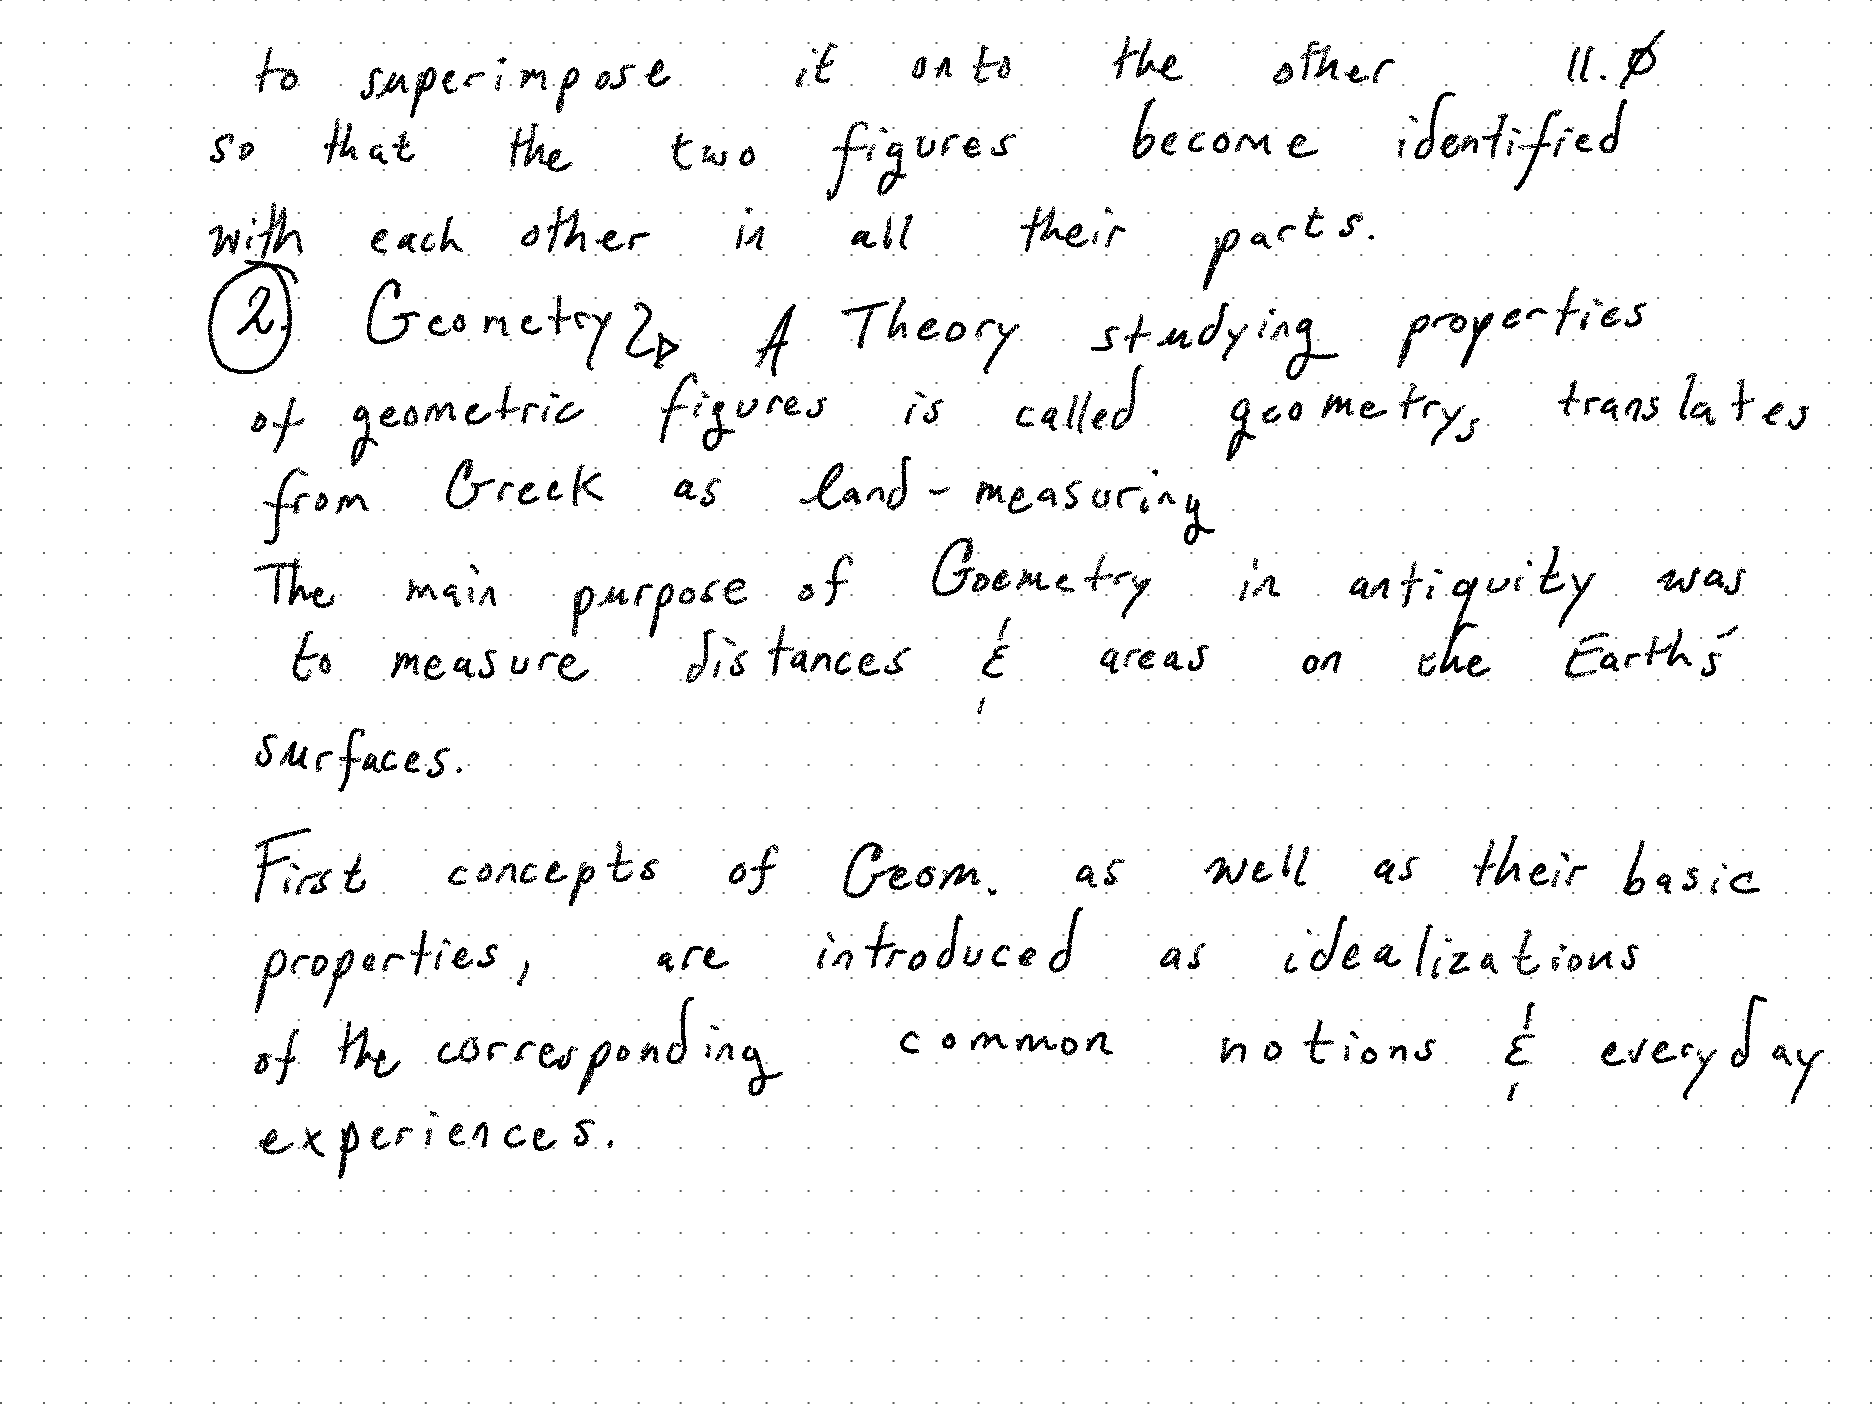 to superimpose it onto the other 11.Ø
so that the two figures become identified
with each other in all their parts.
2. Geometry A Theory studying properties
of geometric figures is called geometry, translates
from Greek as land-measuring
The main purpose of Goemetry in antiquity was
to measure distances & areas on the Earth's
surfaces.
First concepts of Geom. as well as their basic
properties, are introduced as idealizations
of the corresponding common notions & everyday
experiences.